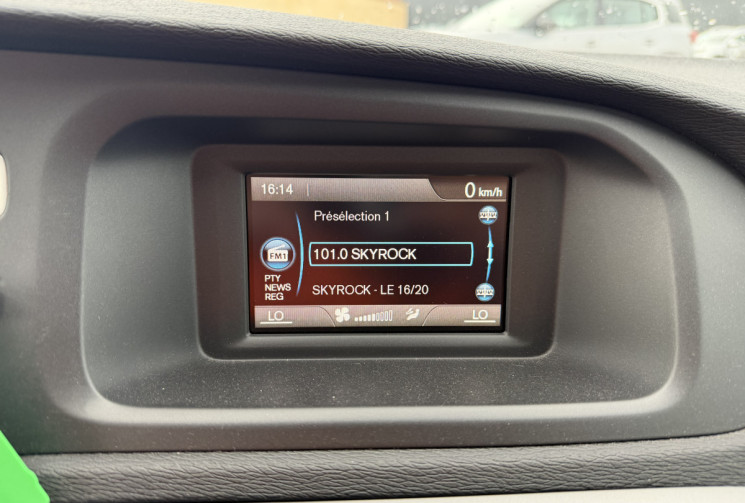 16:14
0 km/h
Présélection 1
FM1
101.0 SKYROCK
PTY
NEWS
REG
SKYROCK - LE 16/20
LO
LO